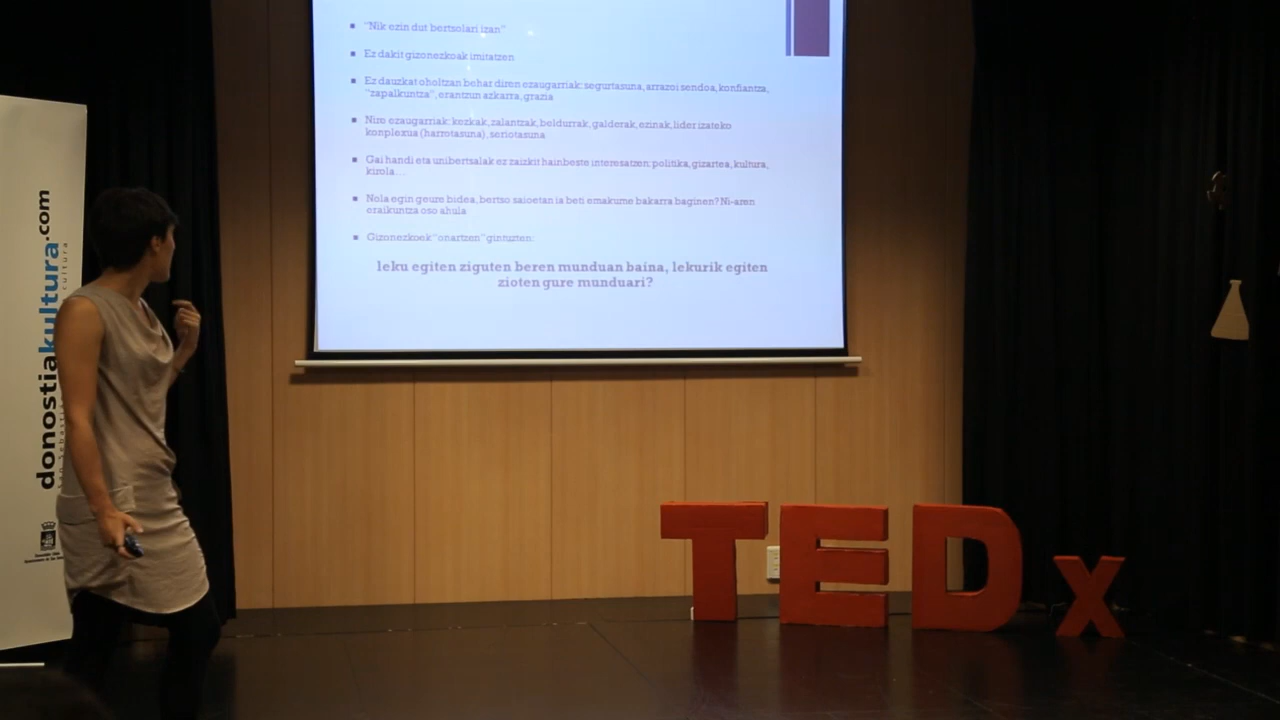 "Nik ezin dut bertsolari izan"
Ez dakit gizonezkoak imitatzen
Ez dauzkat oholtzan behar diren ezaugarriak: segurtasuna, arrazoi sendoa, konfiantza,
"zapalkuntza", erantzun azkarra, grazia
Nire ezaugarriak: kezkak, zalantzak, beldurrak, galderak, ezinak, lider izateko
konplexua (harrotasuna), seriotasuna
Gai handi eta unibertsalak ez zaizkit hainbeste interesatzen: politika, gizartea, kultura,
kirola...
Nola egin geure bidea, bertso saioetan ia beti emakume bakarra baginen? Ni-aren
eraikuntza oso ahula
Gizonezkoek "onartzen" gintuzten:
leku egiten ziguten beren munduan baina, lekurik egiten
zioten gure munduari?
donostiakultura.com
TEDx